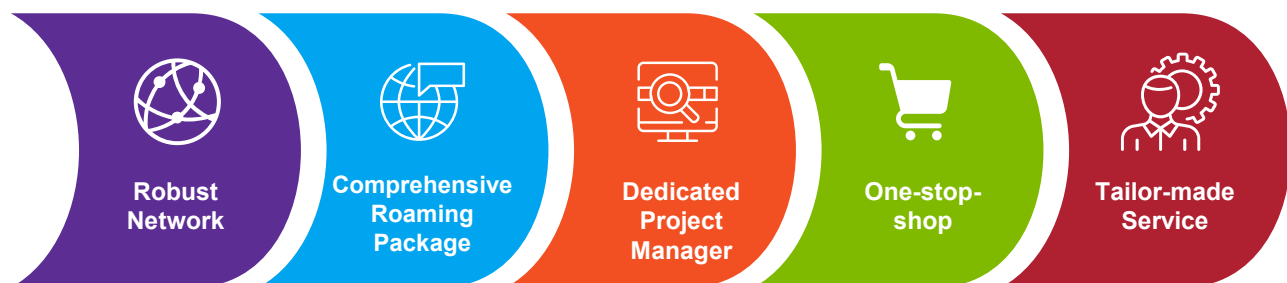 Robust
Network
Comprehensive
Roaming
Package
Dedicated
Project
Manager
One-stop-
shop
Tailor-made
Service